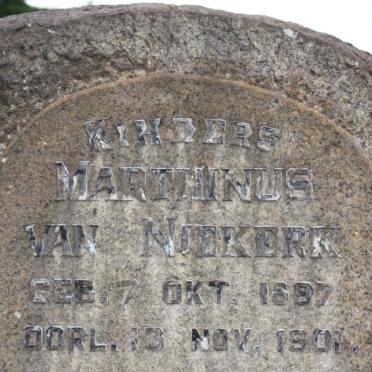 KINDERS
MARTHINUS
VAN NIEKERK
GEB. 7 OKT. 1897
OORL. 13 NOV. 1901.